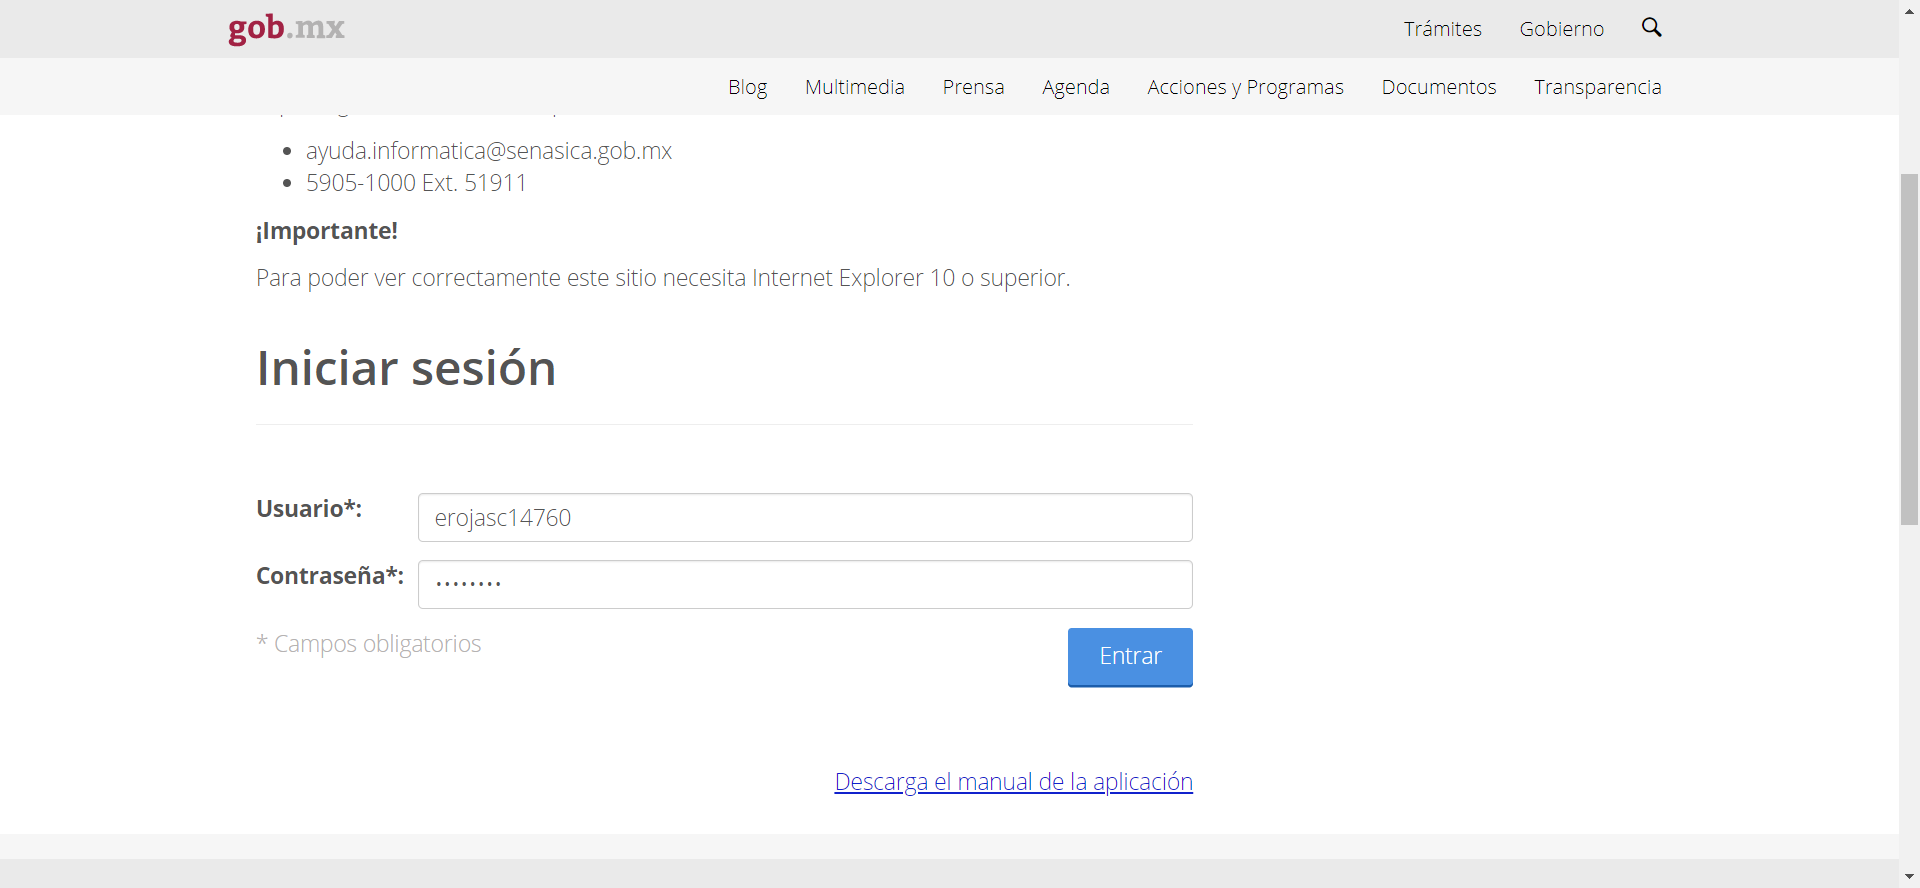 gob.mx
Trámites Gobierno
Blog Multimedia Prensa Agenda Acciones y Programas Documentos Transparencia
ayuda.informatica@senasica.gob.mx
5905-1000 Ext. 51911
¡Importante!
Para poder ver correctamente este sitio necesita Internet Explorer 10 o superior.
Iniciar sesión
Usuario*: erojasc14760
Contraseña*: ••••••••
* Campos obligatorios
Entrar
Descarga el manual de la aplicación